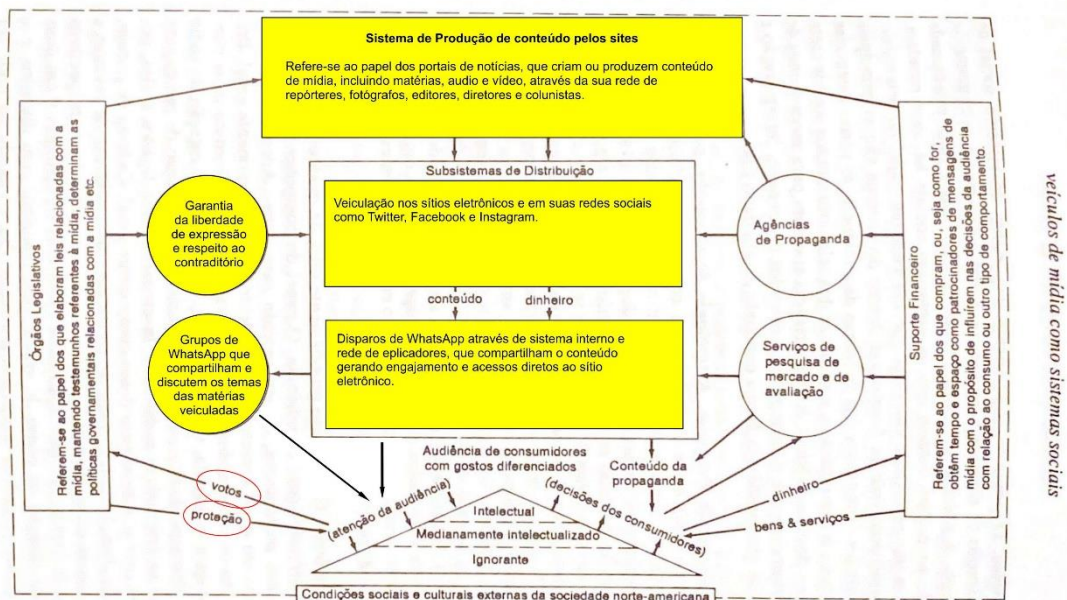 Sistema de Produção de conteúdo pelos sites
Refere-se ao papel dos portais de notícias, que criam ou produzem conteúdo
de mídia, incluindo matérias, audio e vídeo, através da sua rede de
repórteres, fotógrafos, editores, diretores e colunistas.
Órgãos Legislativos
Referem-se ao papel dos que elaboram leis relacionadas com a
mídia, mantendo testemunhos referentes à mídia, determinam as
políticas governamentais relacionadas com a mídia etc.
Garantia
da liberdade
de expressão
e respeito ao
contraditório
Grupos de
WhatsApp que
compartilham e
discutem os temas
das matérias
veiculadas
Subsistemas de Distribuição
Veiculação nos sítios eletrônicos e em suas redes sociais
como Twitter, Facebook e Instagram.
conteúdo
dinheiro
Disparos de WhatsApp através de sistema interno e
rede de eplicadores, que compartilham o conteúdo
gerando engajamento e acessos diretos ao sítio
eletrônico.
Agências
de Propaganda
Serviços de
pesquisa de
mercado e de
avaliação
Suporte Financeiro
Referem-se ao papel dos que compram, ou, seja como for,
obtêm tempo e espaço como patrocinadores de mensagens de
mídia com o propósito de influírem nas decisões da audiência
com relação ao consumo ou outro tipo de comportamento.
veículos de mídia como sistemas sociais
Audiência de consumidores
com gostos diferenciados
Conteúdo da
propaganda
votos
proteção
(atenção da audiência)
(decisões dos consumidores)
dinheiro
bens & serviços
Intelectual
Medianamente intelectualizado
Ignorante
Condições sociais e culturais externas da sociedade norte-americana